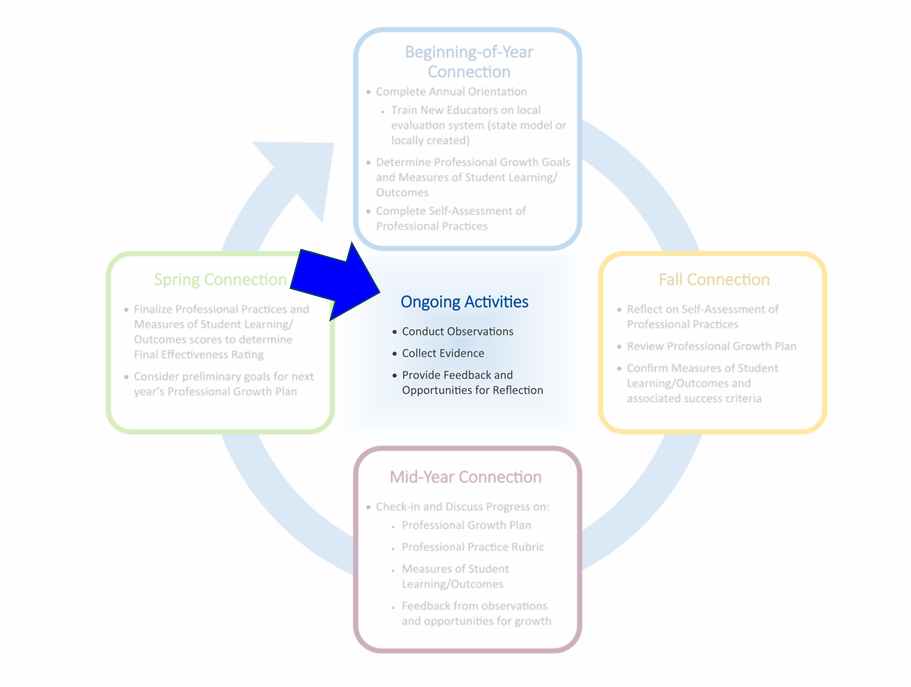 Beginning-of-Year
Connection
• Complete Annual Orientation
• Train New Educators on local
evaluation system (state model or
locally created)
• Determine Professional Growth Goals
and Measures of Student Learning/
Outcomes
• Complete Self-Assessment of
Professional Practices
Spring Connection
• Finalize Professional Practices and
Measures of Student Learning/
Outcomes scores to determine
Final Effectiveness Rating
• Consider preliminary goals for next
year's Professional Growth Plan
Ongoing Activities
• Conduct Observations
• Collect Evidence
• Provide Feedback and
Opportunities for Reflection
Fall Connection
• Reflect on Self-Assessment of
Professional Practices
• Review Professional Growth Plan
• Confirm Measures of Student
Learning/Outcomes and
associated success criteria
Mid-Year Connection
• Check-in and Discuss Progress on:
• Professional Growth Plan
• Professional Practice Rubric
• Measures of Student
Learning/Outcomes
• Feedback from observations
and opportunities for growth